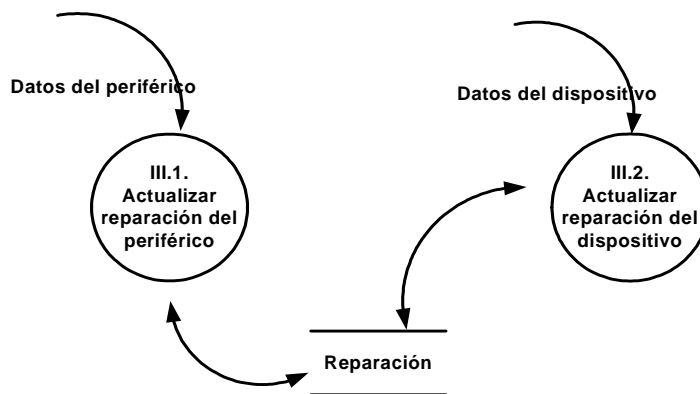 Datos del periférico
Datos del dispositivo
III.1.
Actualizar
reparación del
periférico
III.2.
Actualizar
reparación del
dispositivo
Reparación